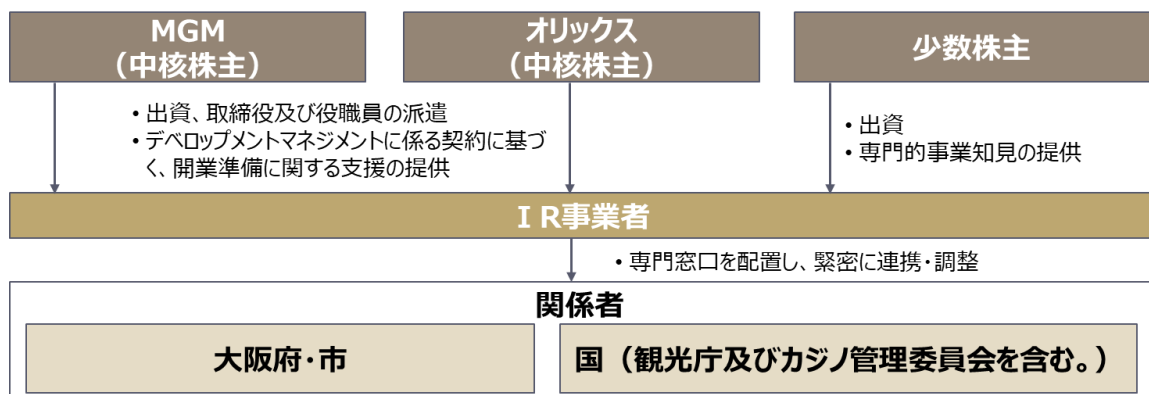 MGM
（中核株主）
オリックス
（中核株主）
少数株主
• 出資、取締役及び役職員の派遣
• デベロップメントマネジメントに係る契約に基づ
く、開業準備に関する支援の提供
• 出資
• 専門的事業知見の提供
ＩＲ事業者
• 専門窓口を配置し、緊密に連携・調整
関係者
大阪府・市
国（観光庁及びカジノ管理委員会を含む。）